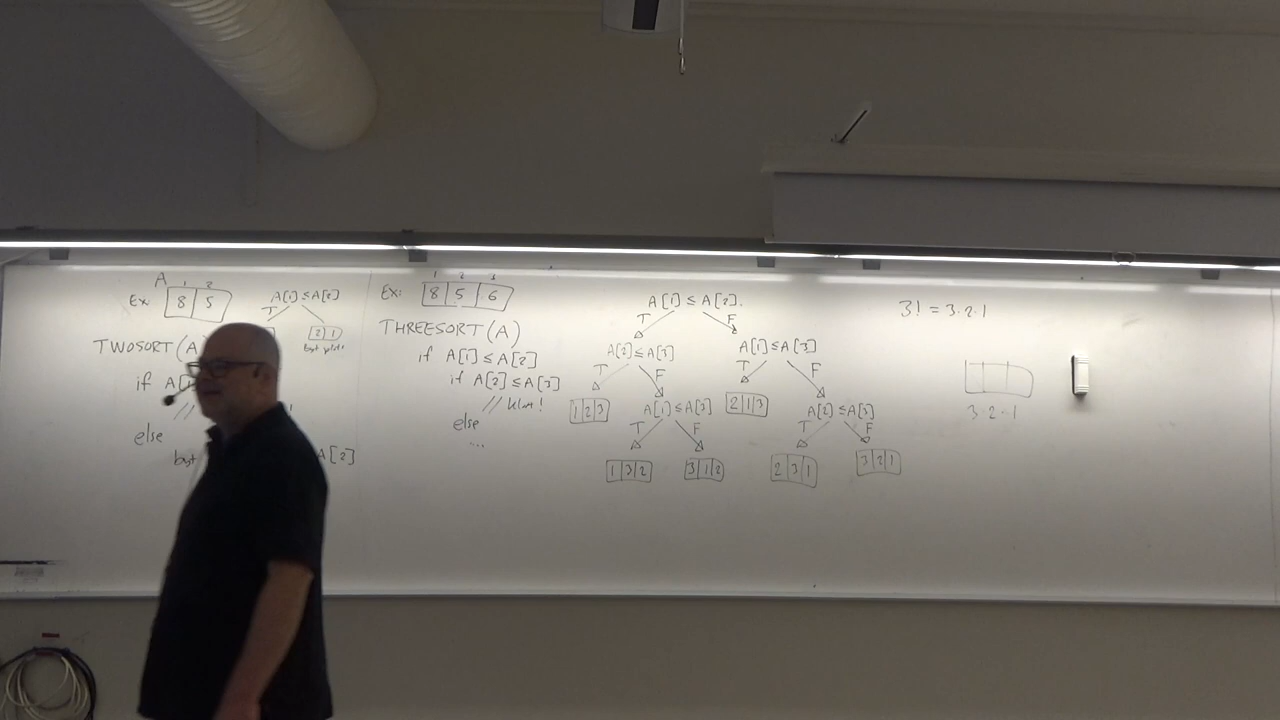 A
1 2
Ex: 8 5
A[1] ≤ A[2]
2 1
TWOSORT(A
if A[
//
else
A[2]
1 2 3
Ex: 8 5 6
THREESORT(A)
if A[1] ≤ A[2]
if A[2] ≤ A[3]
// klar!
else
...
A[1] ≤ A[2]
T F
A[2] ≤ A[3] A[1] ≤ A[3]
T F T F
1 2 3 A[1] ≤ A[3] 2 1 3 A[2] ≤ A[3]
T F T F
1 3 2 3 1 2 2 3 1 3 2 1
3! = 3·2·1
3·2·1